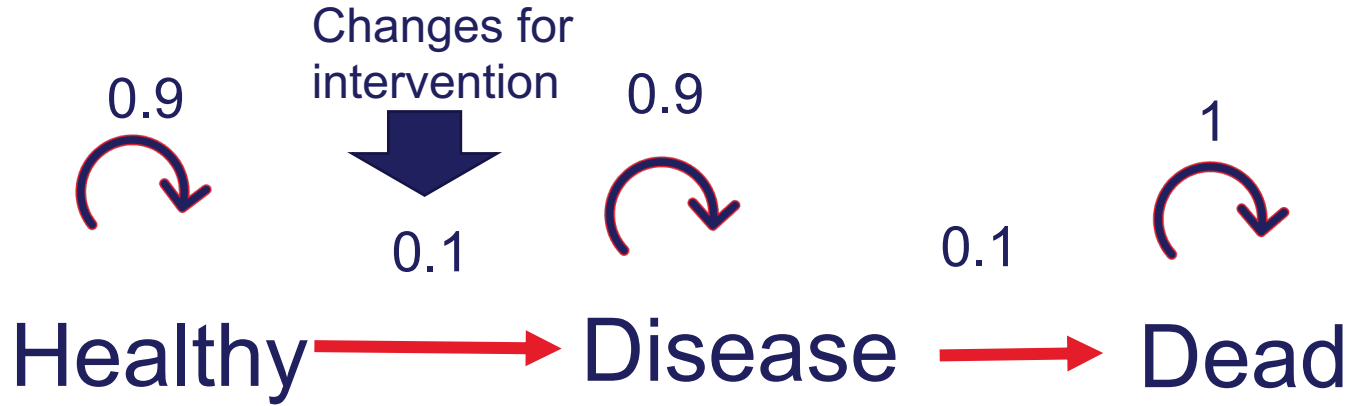 Changes for
intervention
0.9
0.9
1
0.1
0.1
Healthy
Disease
Dead